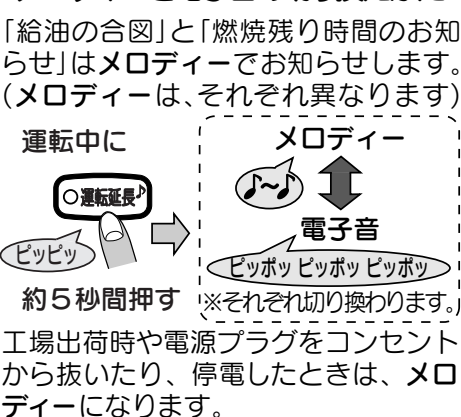 「給油の合図」と「燃焼残り時間のお知
らせ」はメロディーでお知らせします。
(メロディーは、それぞれ異なります)
運転中に
運転延長♪
ピッピッ
約5秒間押す
メロディー
♪〜♪
電子音
ピッポッ ピッポッ ピッポッ
※それぞれ切り換わります。
工場出荷時や電源プラグをコンセント
から抜いたり、停電したときは、メロ
ディーになります。